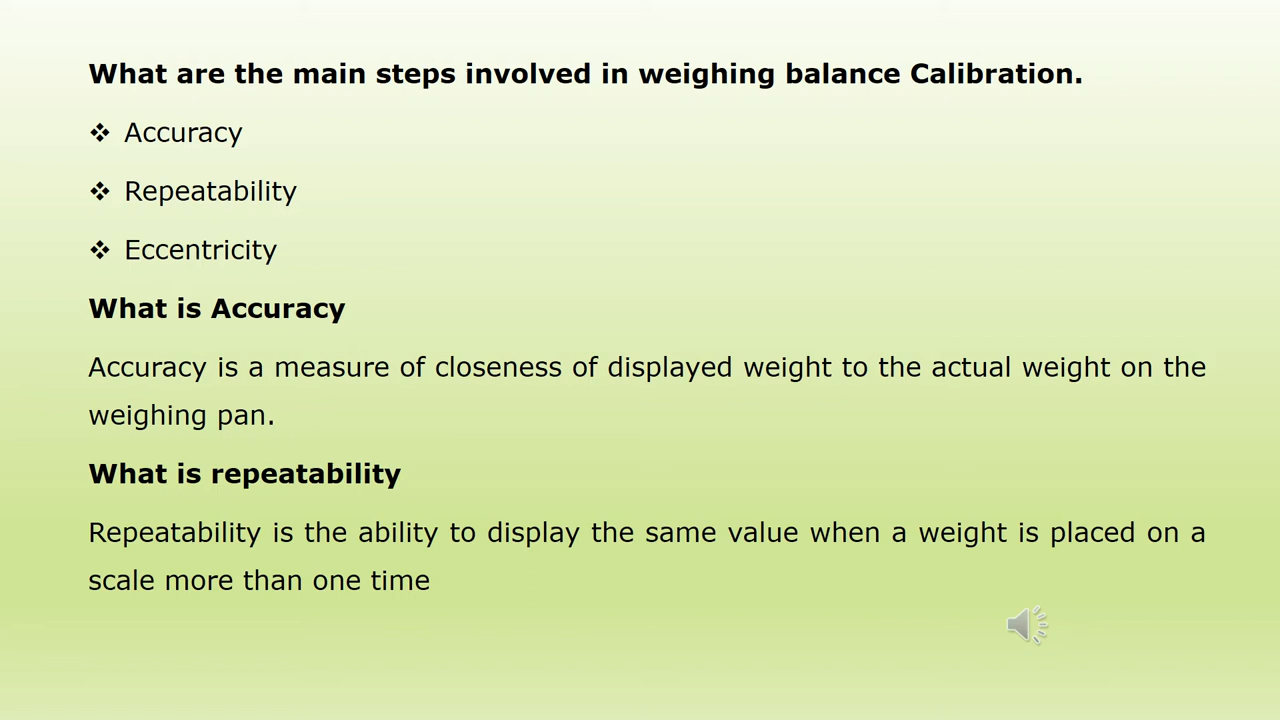 What are the main steps involved in weighing balance Calibration.
❖ Accuracy
❖ Repeatability
❖ Eccentricity
What is Accuracy
Accuracy is a measure of closeness of displayed weight to the actual weight on the
weighing pan.
What is repeatability
Repeatability is the ability to display the same value when a weight is placed on a
scale more than one time